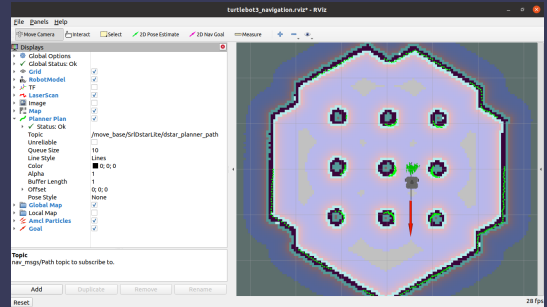 turtlebot3_navigation.rviz* - RViz
File Panels Help
Move Camera Interact Select 2D Pose Estimate 2D Nav Goal Measure
Displays
Global Options
Global Status: Ok
Grid
RobotModel
TF
LaserScan
Image
Map
Planner Plan
Status: Ok
Topic /move_base/SrlDstarLite/dstar_planner_path
Unreliable
Queue Size 10
Line Style Lines
Color 0; 0; 0
Alpha 1
Buffer Length 1
Offset 0; 0; 0
Pose Style None
Global Map
Local Map
Amcl Particles
Goal
Topic
nav_msgs/Path topic to subscribe to.
Add Duplicate Remove Rename
Reset 28 fps